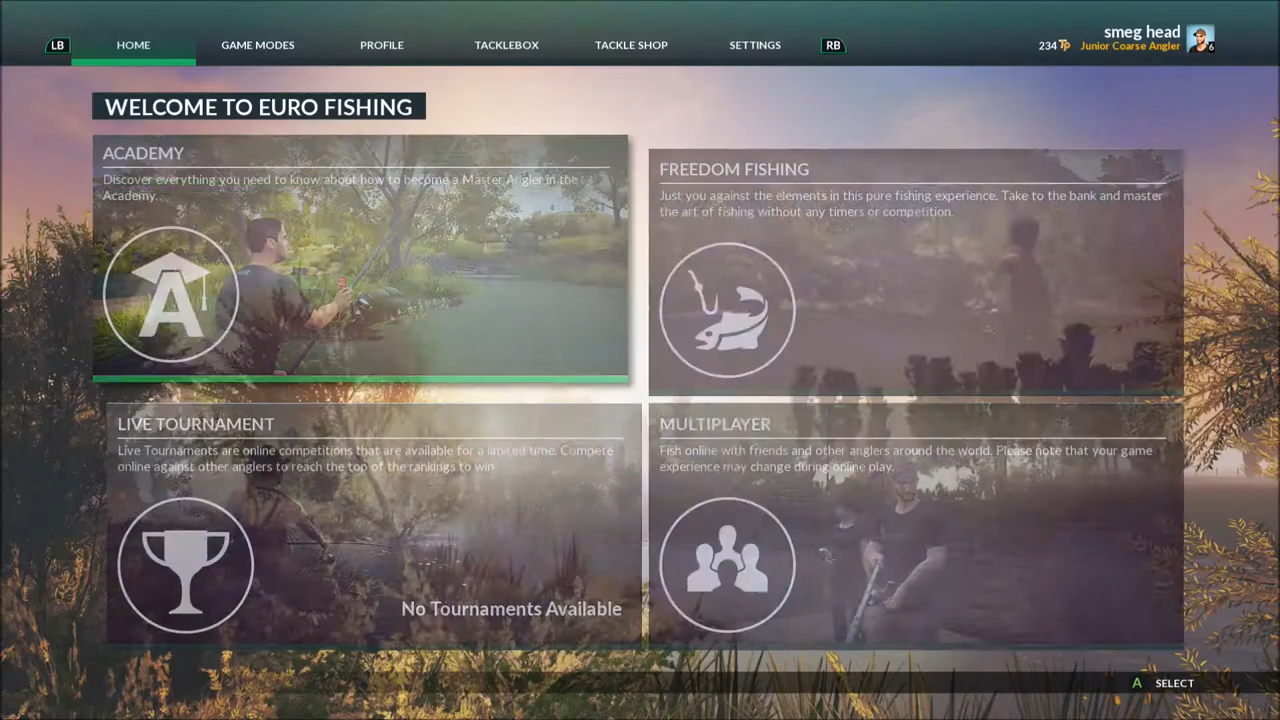 LB
HOME
GAME MODES
PROFILE
TACKLEBOX
TACKLE SHOP
SETTINGS
RB
234 TP
smeg head
Junior Coarse Angler
6
WELCOME TO EURO FISHING
ACADEMY
Discover everything you need to know about how to become a Master Angler in the
Academy.
FREEDOM FISHING
Just you against the elements in this pure fishing experience. Take to the bank and master
the art of fishing without any timers or competition.
LIVE TOURNAMENT
Live Tournaments are online competitions that are available for a limited time. Compete
online against other anglers to reach the top of the rankings to win
No Tournaments Available
MULTIPLAYER
Fish online with friends and other anglers around the world. Please note that your game
experience may change during online play.
A SELECT